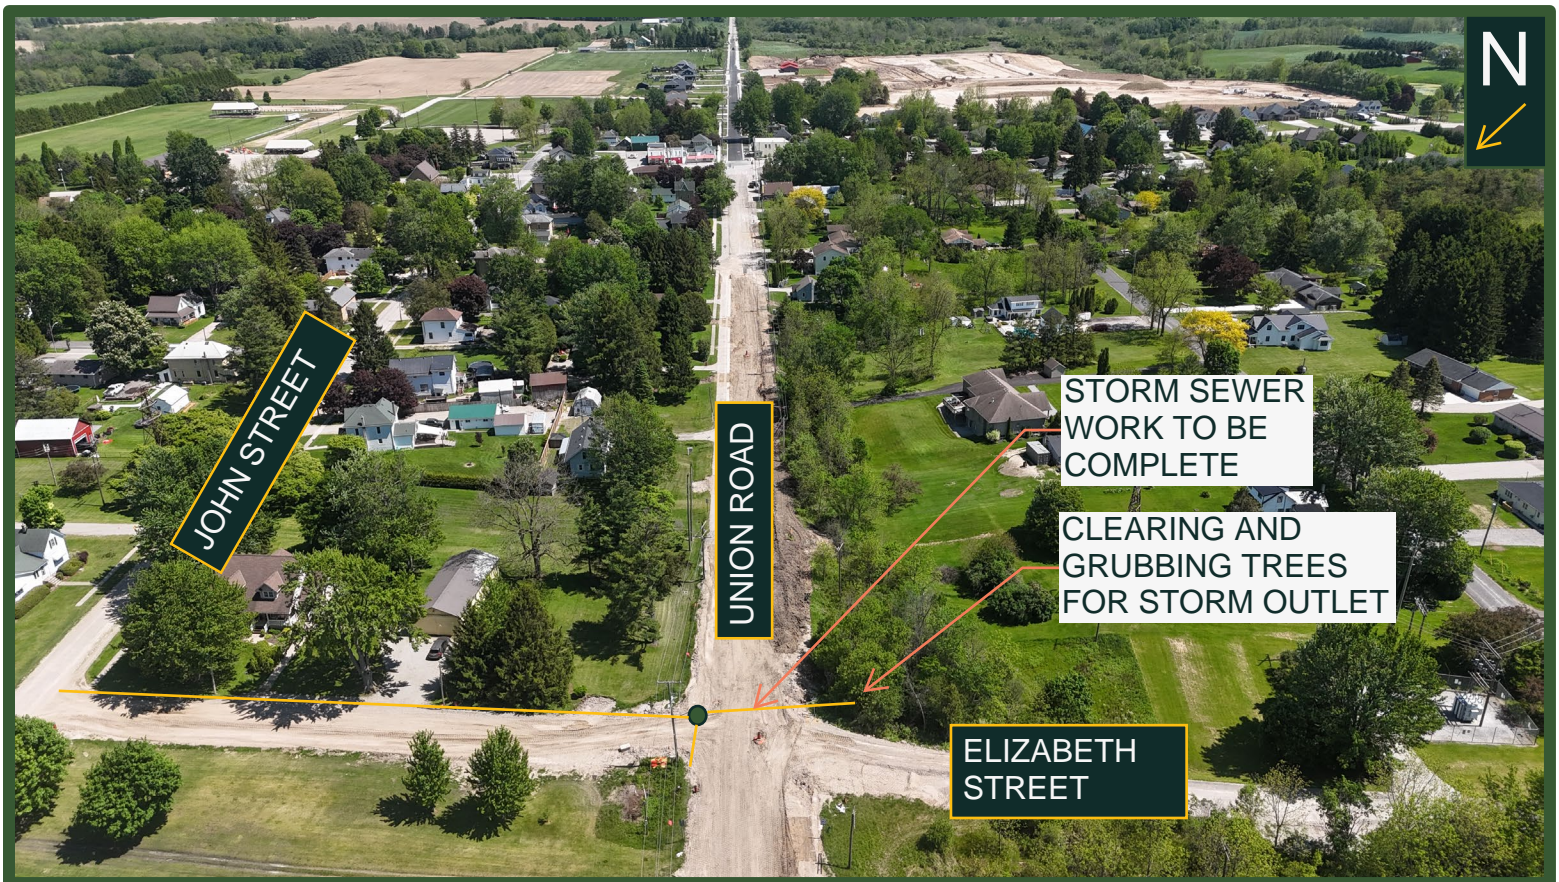 N
JOHN STREET
UNION ROAD
STORM SEWER
WORK TO BE
COMPLETE
CLEARING AND
GRUBBING TREES
FOR STORM OUTLET
ELIZABETH
STREET